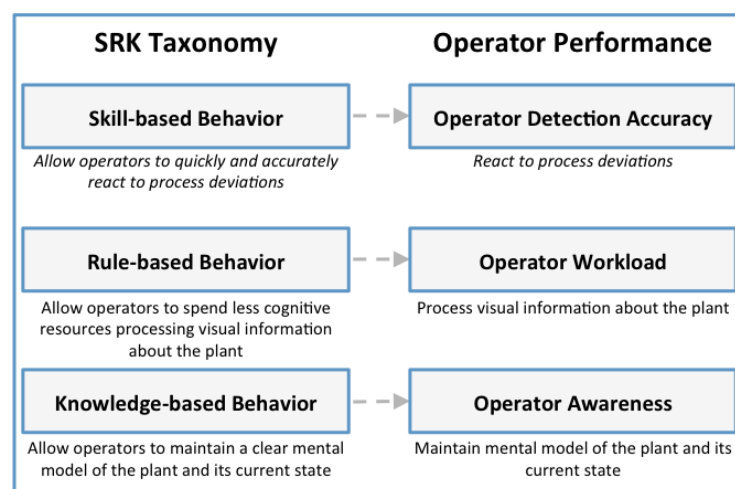 SRK Taxonomy
Operator Performance
Skill-based Behavior
Operator Detection Accuracy
Allow operators to quickly and accurately
react to process deviations
React to process deviations
Rule-based Behavior
Operator Workload
Allow operators to spend less cognitive
resources processing visual information
about the plant
Process visual information about the plant
Knowledge-based Behavior
Operator Awareness
Allow operators to maintain a clear mental
model of the plant and its current state
Maintain mental model of the plant and its
current state